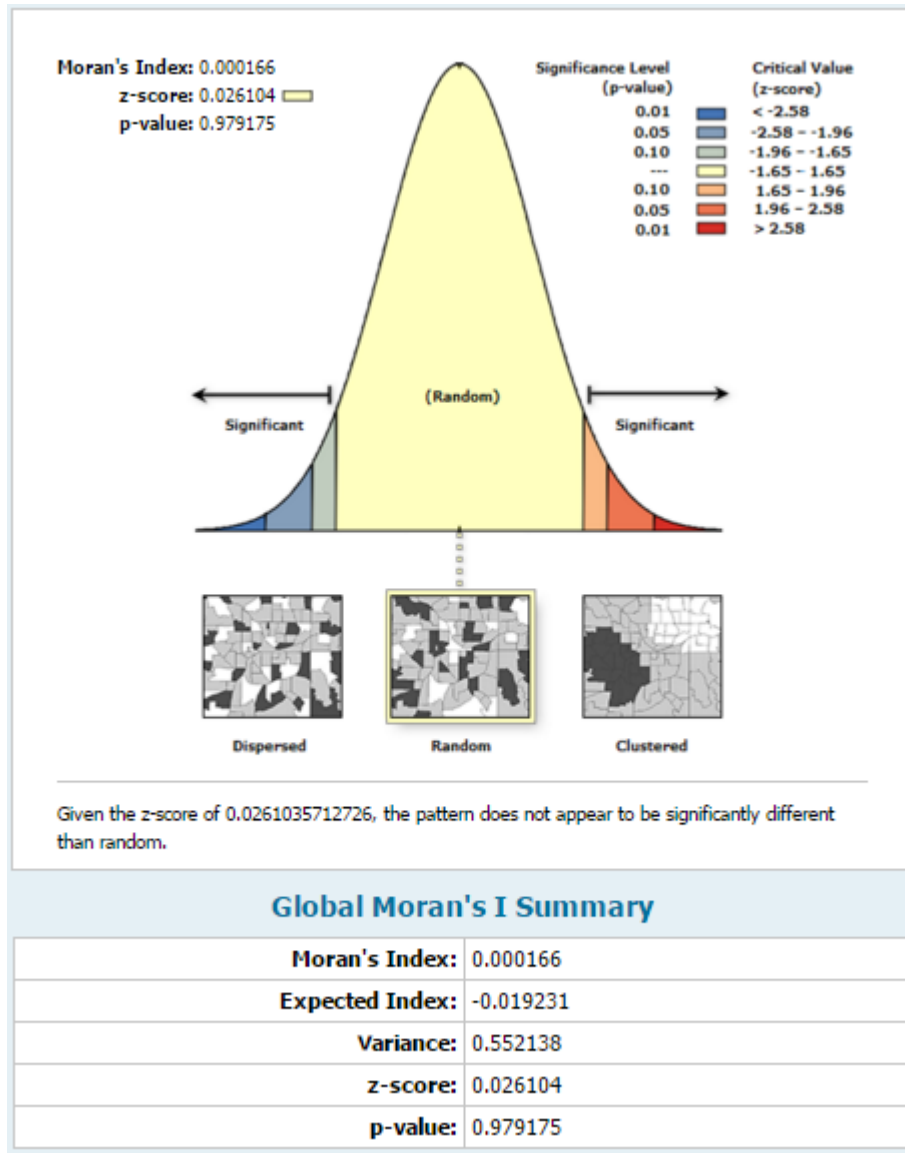 Moran's Index: 0.000166
z-score: 0.026104
p-value: 0.979175
Significance Level (p-value)
Critical Value (z-score)
0.01 < -2.58
0.05 -2.58 – -1.96
0.10 -1.96 – -1.65
--- -1.65 – 1.65
0.10 1.65 – 1.96
0.05 1.96 – 2.58
0.01 > 2.58
(Random)
Significant Significant
Dispersed Random Clustered
Given the z-score of 0.0261035712726, the pattern does not appear to be significantly different
than random.
Global Moran's I Summary
Moran's Index: 0.000166
Expected Index: -0.019231
Variance: 0.552138
z-score: 0.026104
p-value: 0.979175